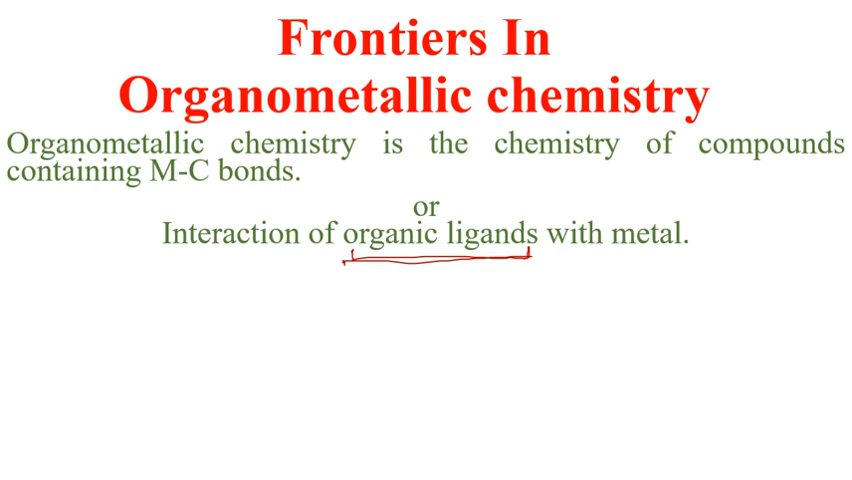 Frontiers In
Organometallic chemistry
Organometallic chemistry is the chemistry of compounds
containing M-C bonds.
or
Interaction of organic ligands with metal.